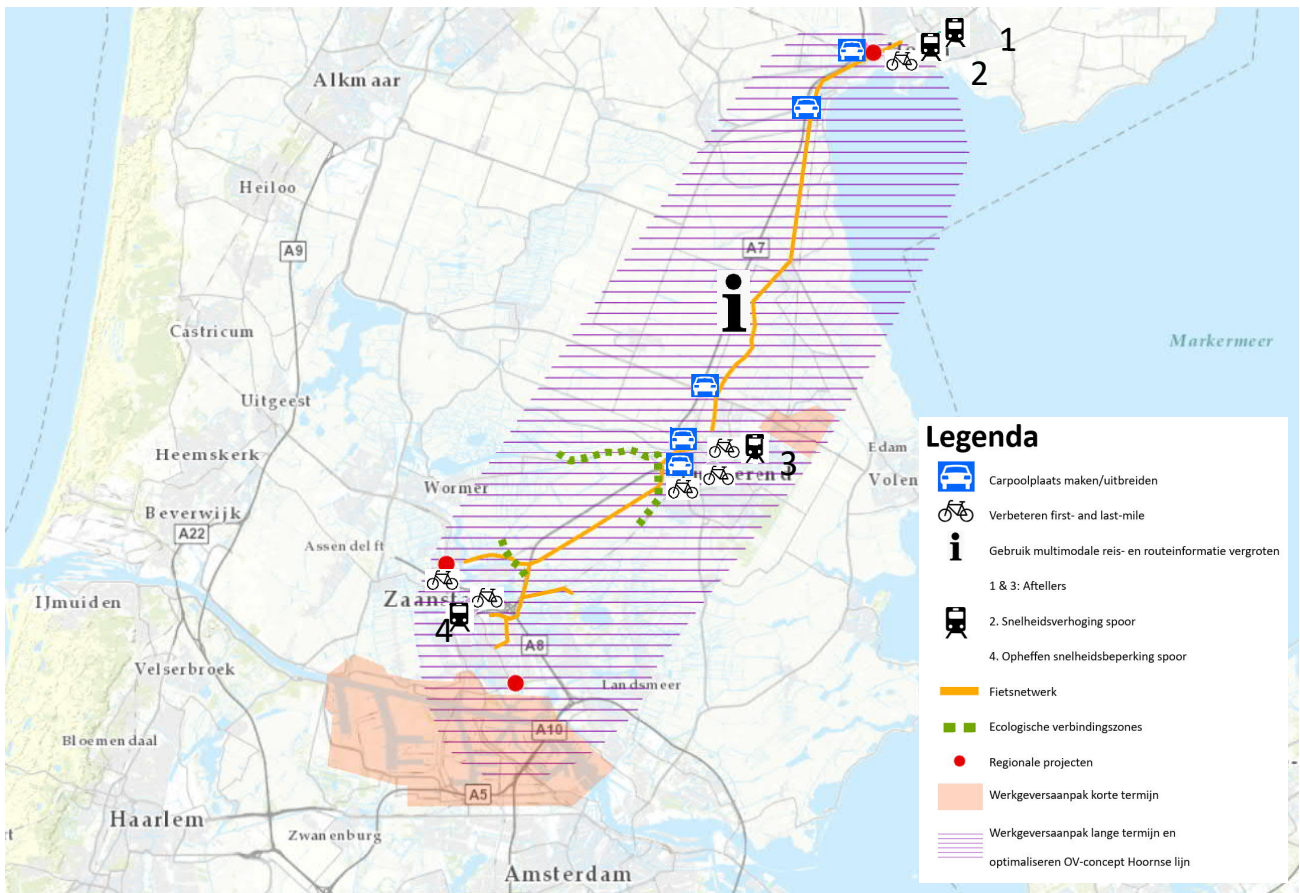 1
2
Alkmaar
Heiloo
A9
A7
Castricum
Markermeer
Uitgeest
Heemskerk
Edam
3
Wormer
Volen
Beverwijk
A22
Assendelft
IJmuiden
4
A8
Velserbroek
Landsmeer
A10
Bloemendaal
A5
Haarlem
Zwanenburg
Amsterdam
Legenda
Carpoolplaats maken/uitbreiden
Verbeteren first- and last-mile
Gebruik multimodale reis- en routeinformatie vergroten
1 & 3: Aftellers
2. Snelheidsverhoging spoor
4. Opheffen snelheidsbeperking spoor
Fietsnetwerk
Ecologische verbindingszones
Regionale projecten
Werkgeversaanpak korte termijn
Werkgeversaanpak lange termijn en
optimaliseren OV-concept Hoornse lijn